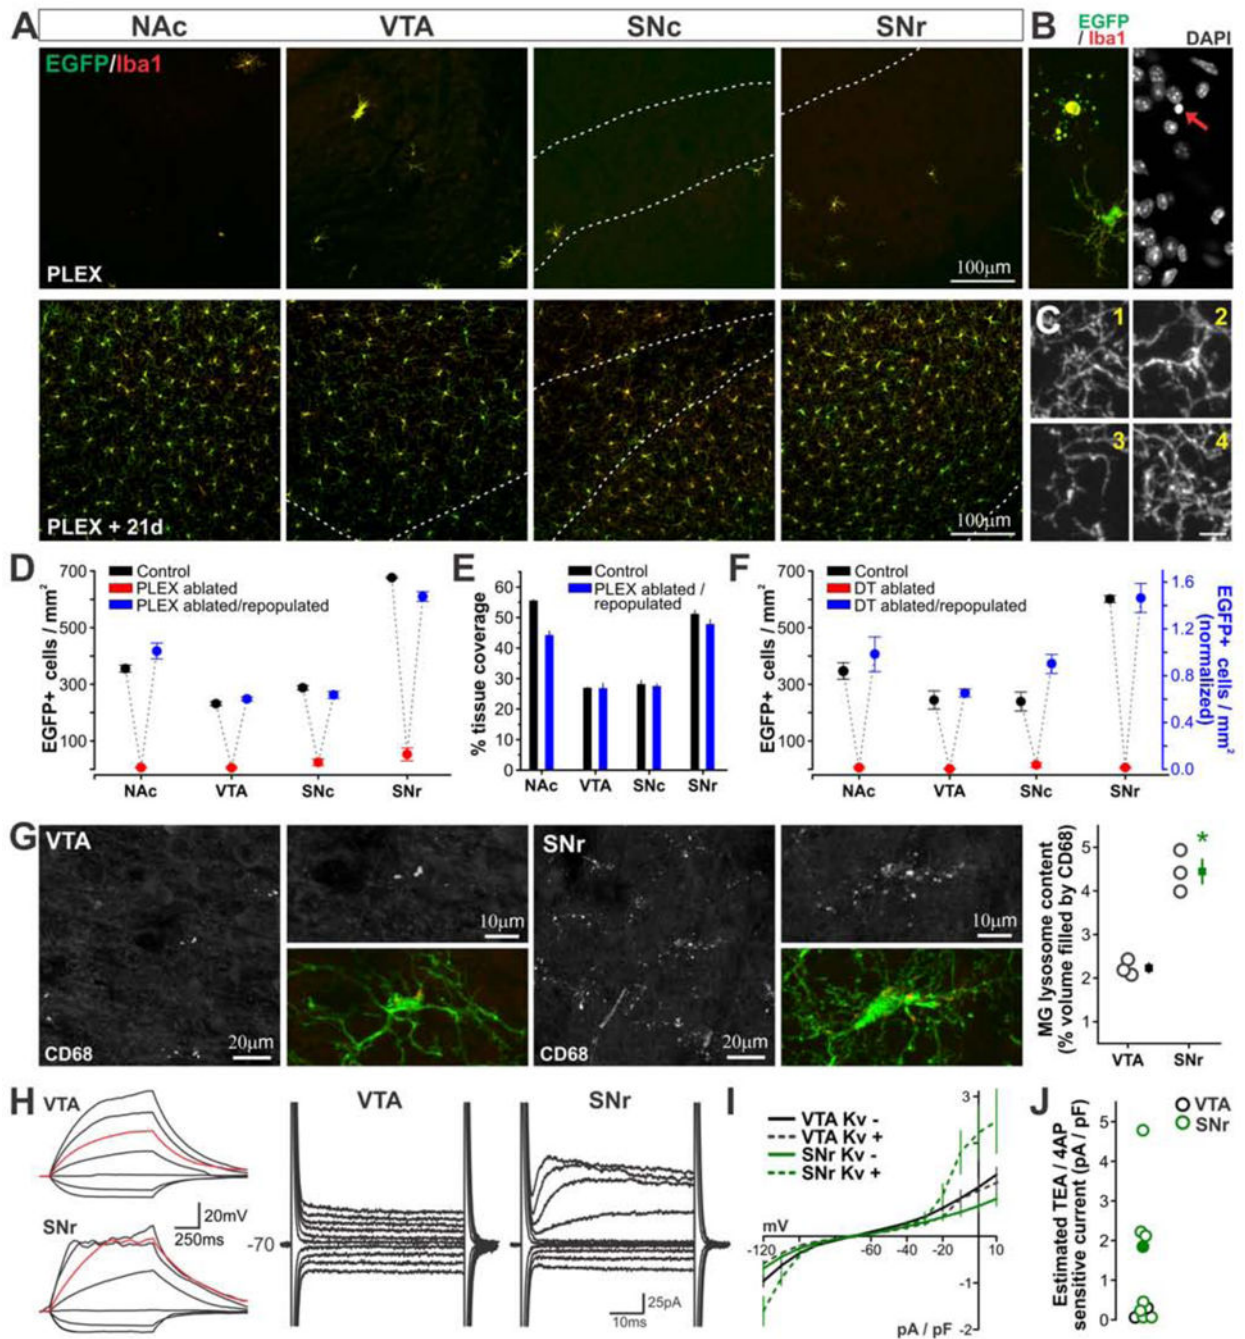 A
NAc
VTA
SNc
SNr
EGFP/Iba1
PLEX
100µm
PLEX + 21d
100µm
B
EGFP
/ Iba1
DAPI
C
1
2
3
4
D
Control
PLEX ablated
PLEX ablated/repopulated
EGFP+ cells / mm²
700
500
300
100
NAc
VTA
SNc
SNr
E
Control
PLEX ablated /
repopulated
% tissue coverage
60
50
40
30
20
10
0
NAc
VTA
SNc
SNr
F
Control
DT ablated
DT ablated/repopulated
EGFP+ cells / mm²
700
500
300
100
1.6
1.2
0.8
0.4
0.0
EGFP+ cells / mm²
(normalized)
NAc
VTA
SNc
SNr
G
VTA
CD68
20µm
10µm
SNr
CD68
20µm
10µm
MG lysosome content
(% volume filled by CD68)
5
4
3
2
1
*
VTA
SNr
H
VTA
SNr
20mV
250ms
VTA
SNr
-70
25pA
10ms
I
VTA Kv -
VTA Kv +
SNr Kv -
SNr Kv +
mV
-120
-60
-20
10
3
-1
-2
pA / pF
J
VTA
SNr
Estimated TEA / 4AP
sensitive current (pA / pF)
5
4
3
2
1
0